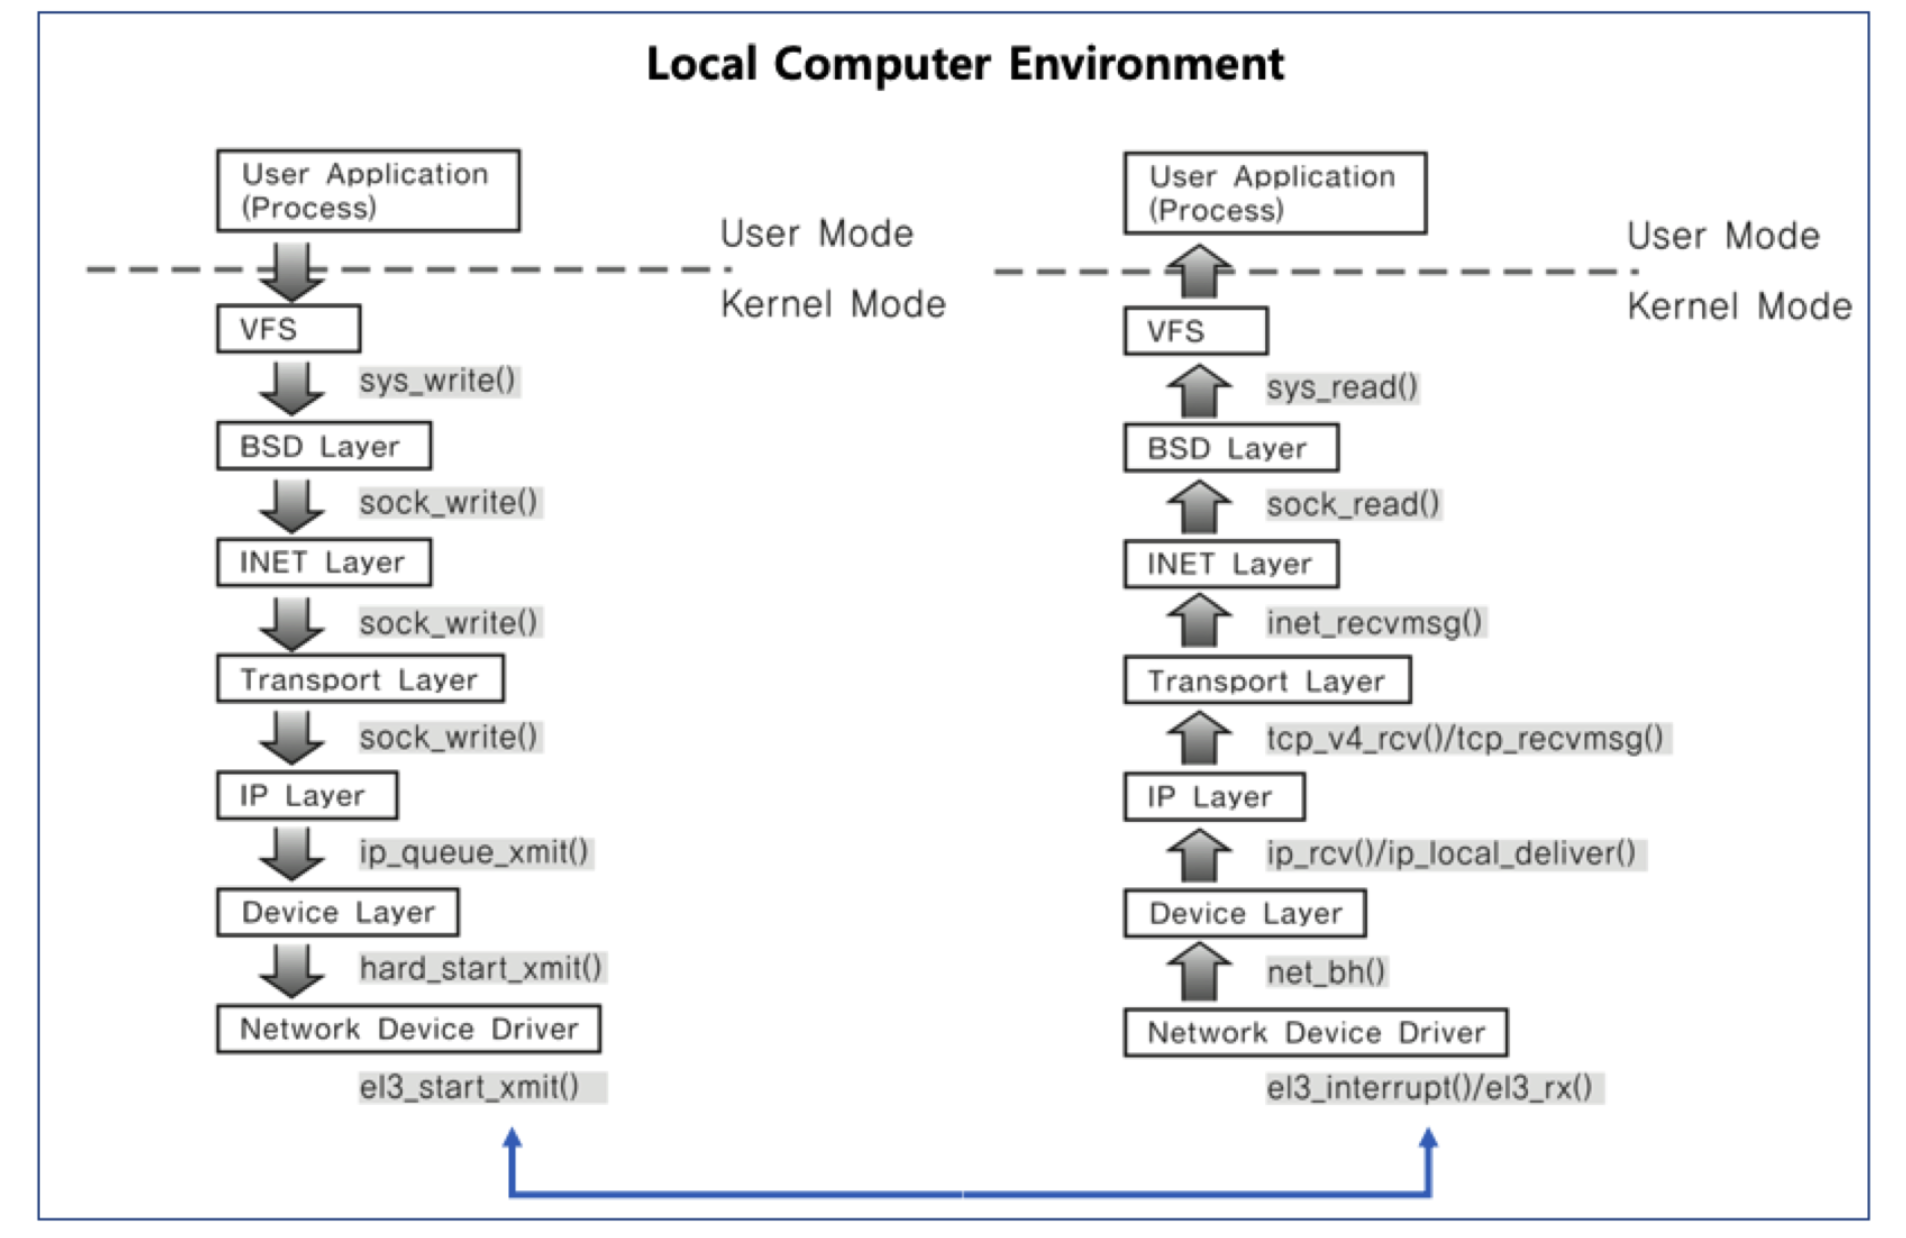 Local Computer Environment
User Application
(Process)
User Mode
Kernel Mode
VFS
sys_write()
BSD Layer
sock_write()
INET Layer
sock_write()
Transport Layer
sock_write()
IP Layer
ip_queue_xmit()
Device Layer
hard_start_xmit()
Network Device Driver
el3_start_xmit()
User Application
(Process)
User Mode
Kernel Mode
VFS
sys_read()
BSD Layer
sock_read()
INET Layer
inet_recvmsg()
Transport Layer
tcp_v4_rcv()/tcp_recvmsg()
IP Layer
ip_rcv()/ip_local_deliver()
Device Layer
net_bh()
Network Device Driver
el3_interrupt()/el3_rx()